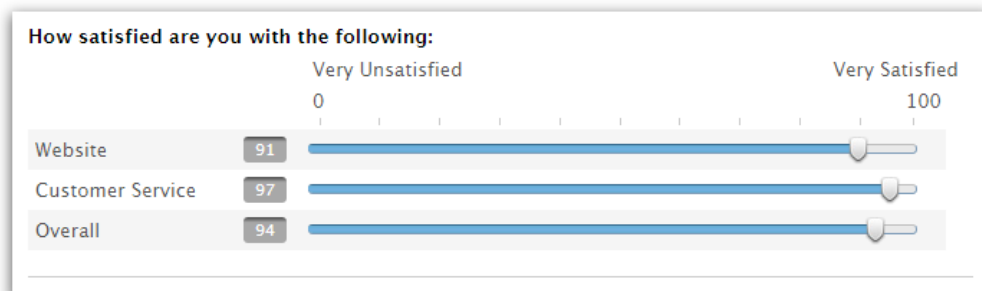 How satisfied are you with the following:
Very Unsatisfied Very Satisfied
0 100
Website 91
Customer Service 97
Overall 94